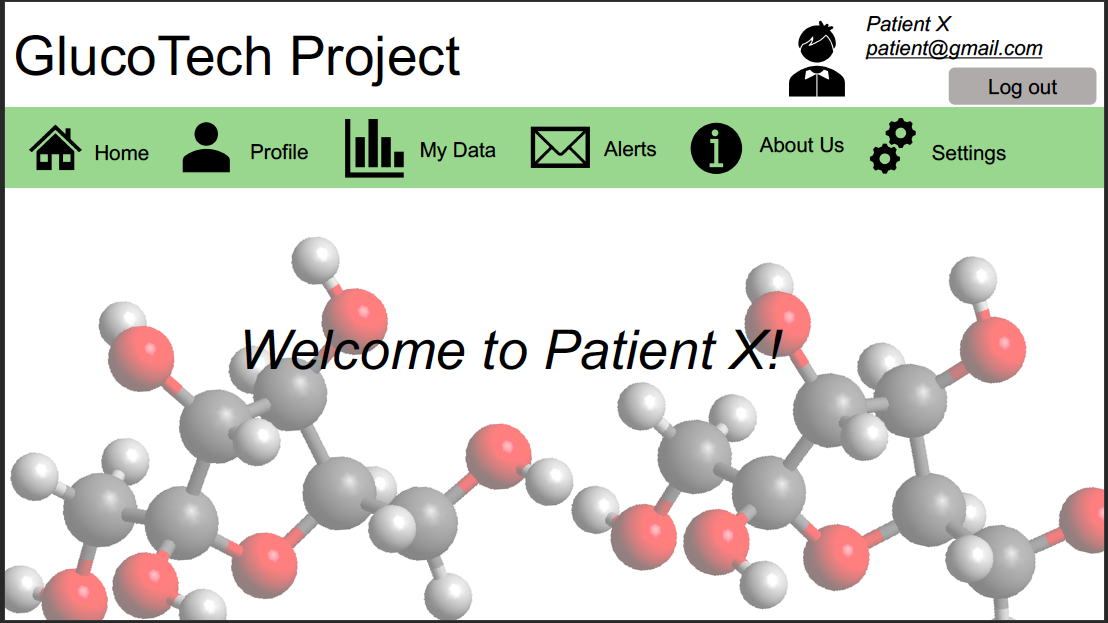 GlucoTech Project
Patient X
patient@gmail.com
Log out
Home
Profile
My Data
Alerts
About Us
Settings
Welcome to Patient X!